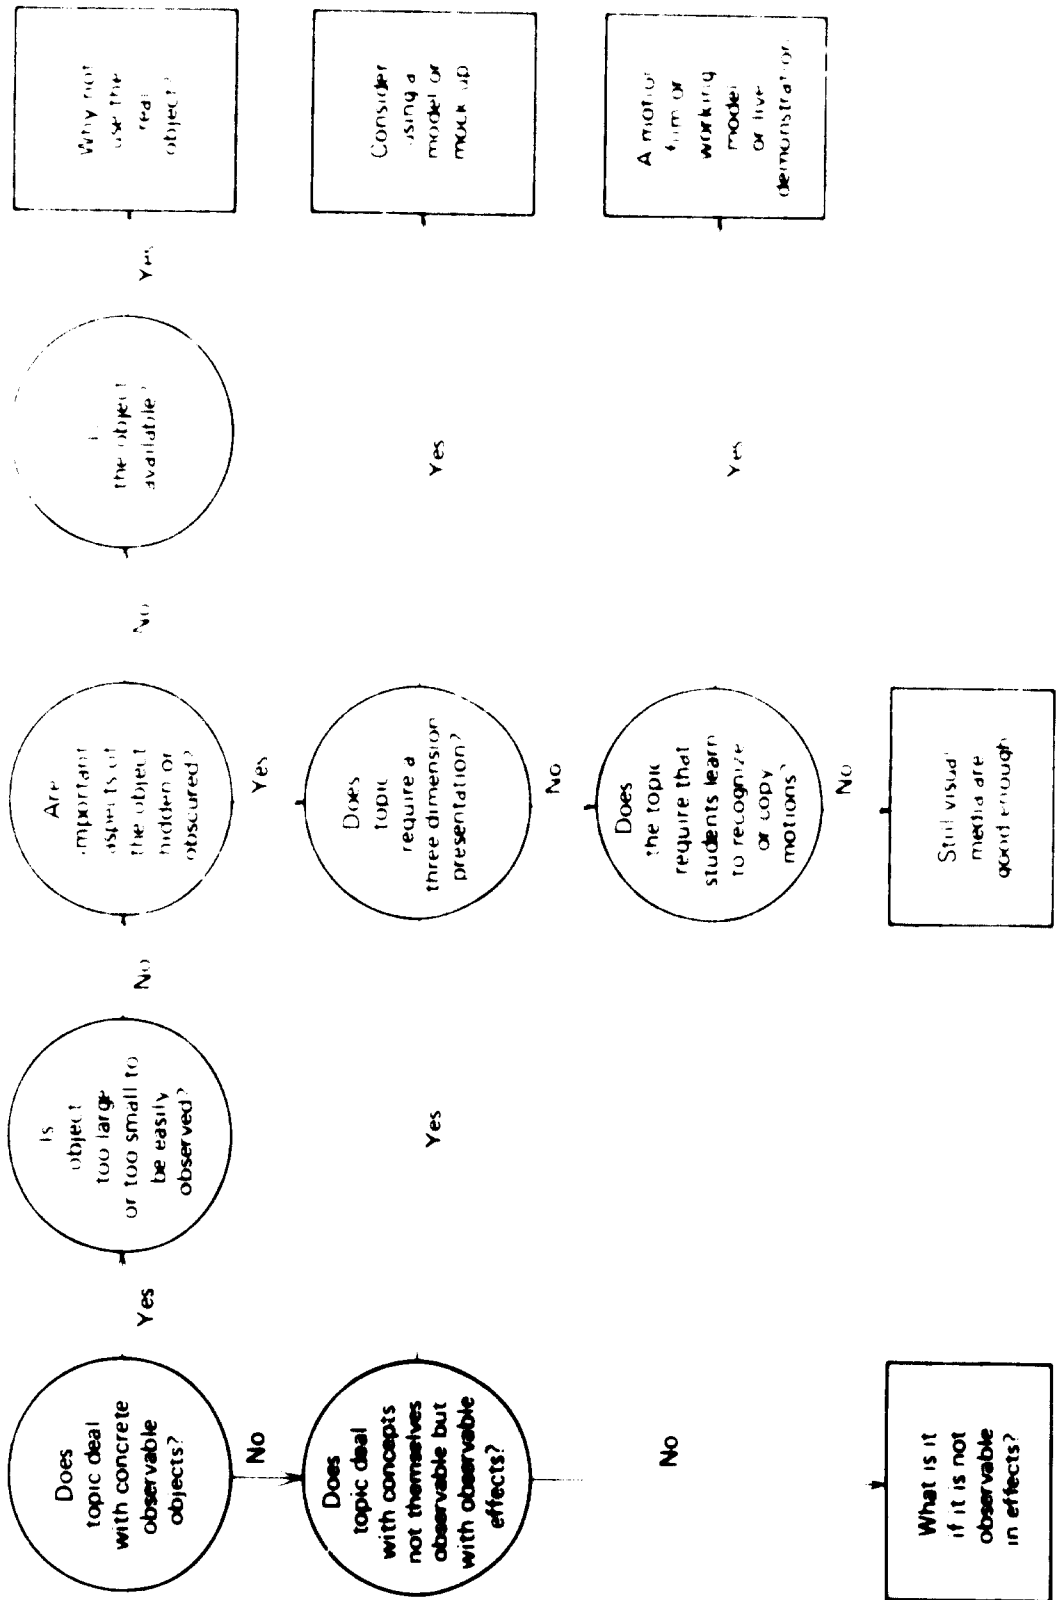 Does
topic deal
with concrete
observable
objects?
Yes
Is
object
too large
or too small to
be easily
observed?
No
Are
important
aspects of
the object
hidden or
obscured?
No
the object
available?
Yes
Why not
use the
real
object?
No
Does
topic deal
with concepts
not themselves
observable but
with observable
effects?
Yes
Yes
Does
topic
require a
three dimension
presentation?
Yes
Consider
using a
model or
mock up
No
No
Does
the topic
require that
students learn
to recognize
or copy
motions?
Yes
A motion
or
working
model
or live
demonstration
What is it
if it is not
observable
in effects?
No
Still visual
media are
good enough